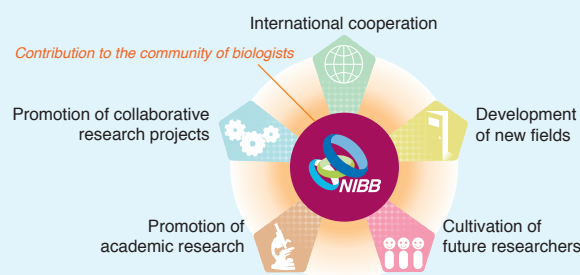 International cooperation
Contribution to the community of biologists
Promotion of collaborative
research projects
Development
of new fields
NIBB
Promotion of
academic research
Cultivation of
future researchers